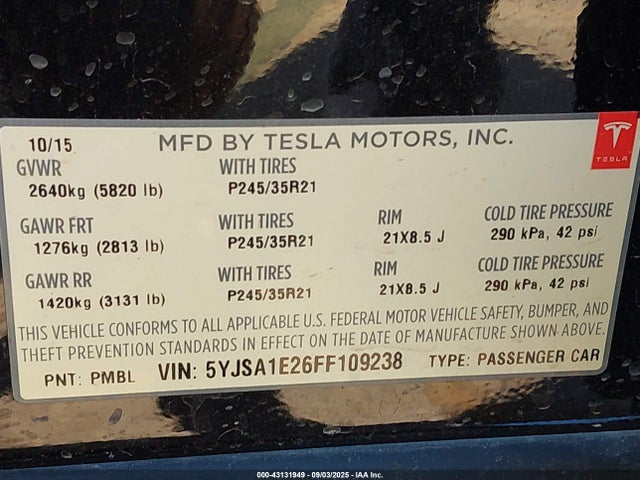 10/15 MFD BY TESLA MOTORS, INC.
TESLA
GVWR WITH TIRES
2640kg (5820 lb) P245/35R21
GAWR FRT WITH TIRES RIM COLD TIRE PRESSURE
1276kg (2813 lb) P245/35R21 21X8.5 J 290 kPa, 42 psi
GAWR RR WITH TIRES RIM COLD TIRE PRESSURE
1420kg (3131 lb) P245/35R21 21X8.5 J 290 kPa, 42 psi
THIS VEHICLE CONFORMS TO ALL APPLICABLE U.S. FEDERAL MOTOR VEHICLE SAFETY, BUMPER, AND
THEFT PREVENTION STANDARDS IN EFFECT ON THE DATE OF MANUFACTURE SHOWN ABOVE.
PNT: PMBL VIN: 5YJSA1E26FF109238 TYPE: PASSENGER CAR
000-43131949 - 09/03/2025 - IAA Inc.